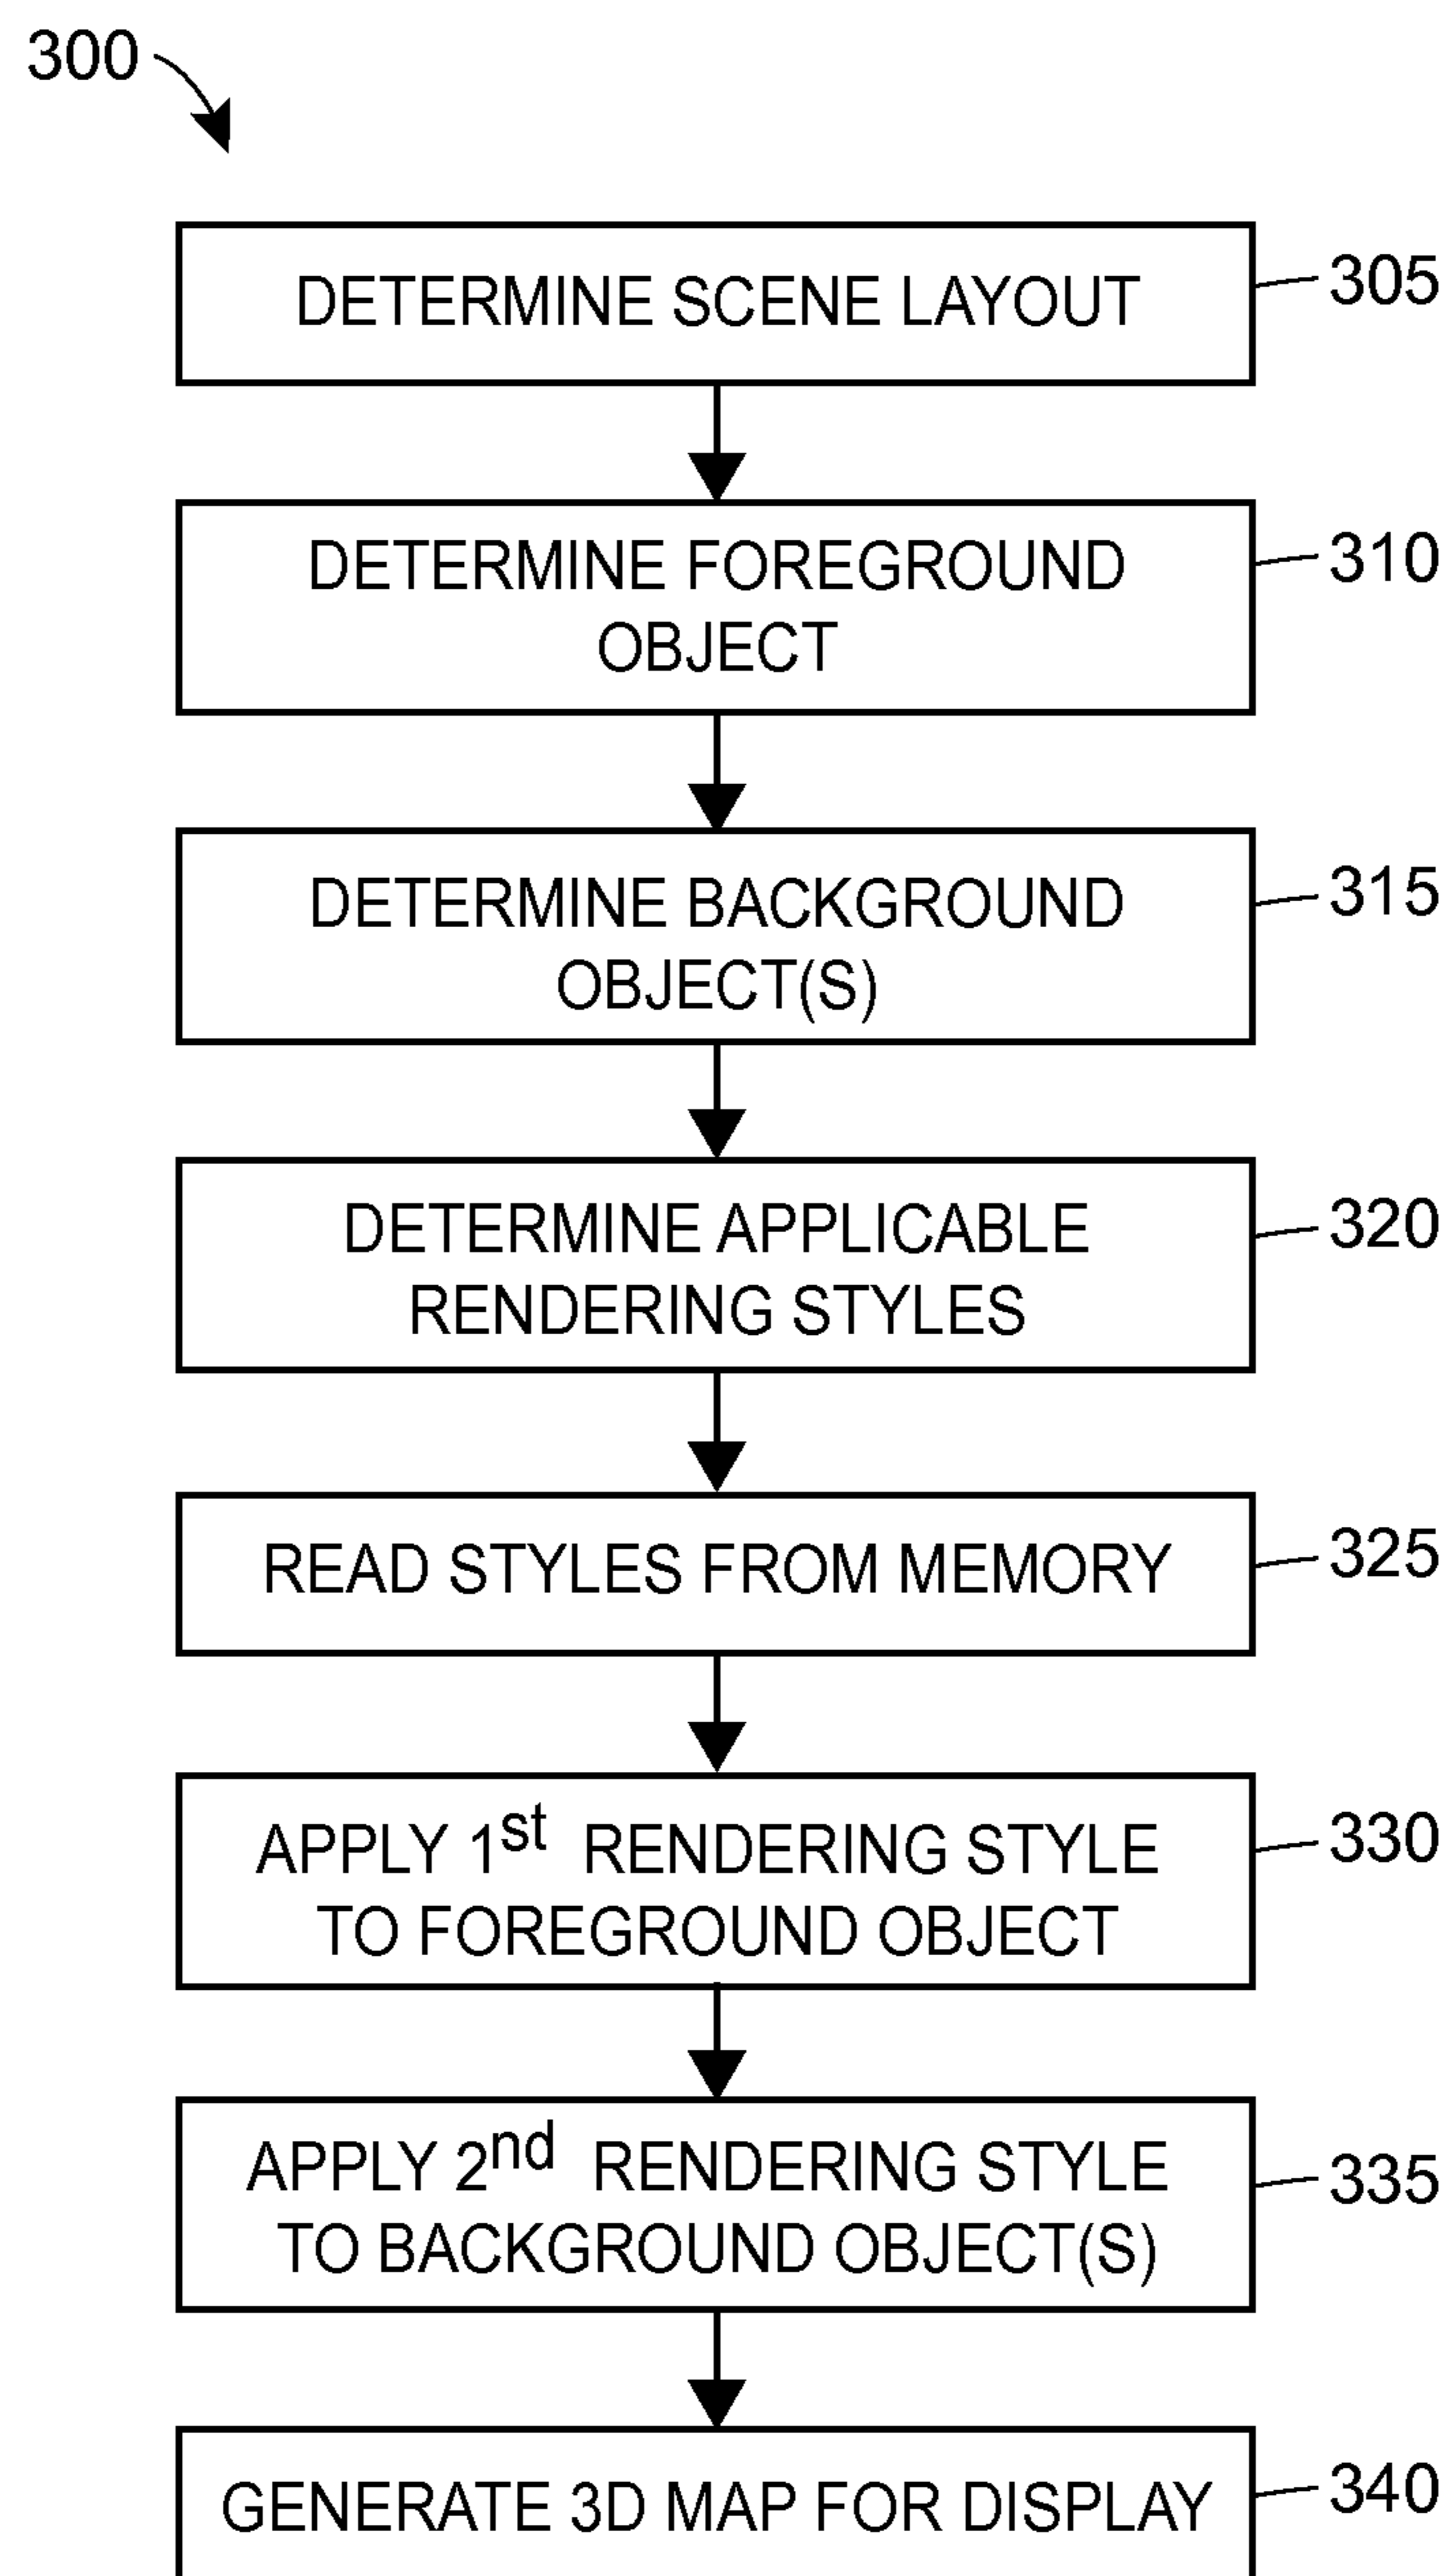 300
DETERMINE SCENE LAYOUT
305
DETERMINE FOREGROUND
OBJECT
310
DETERMINE BACKGROUND
OBJECT(S)
315
DETERMINE APPLICABLE
RENDERING STYLES
320
READ STYLES FROM MEMORY
325
APPLY 1st RENDERING STYLE
TO FOREGROUND OBJECT
330
APPLY 2nd RENDERING STYLE
TO BACKGROUND OBJECT(S)
335
GENERATE 3D MAP FOR DISPLAY
340